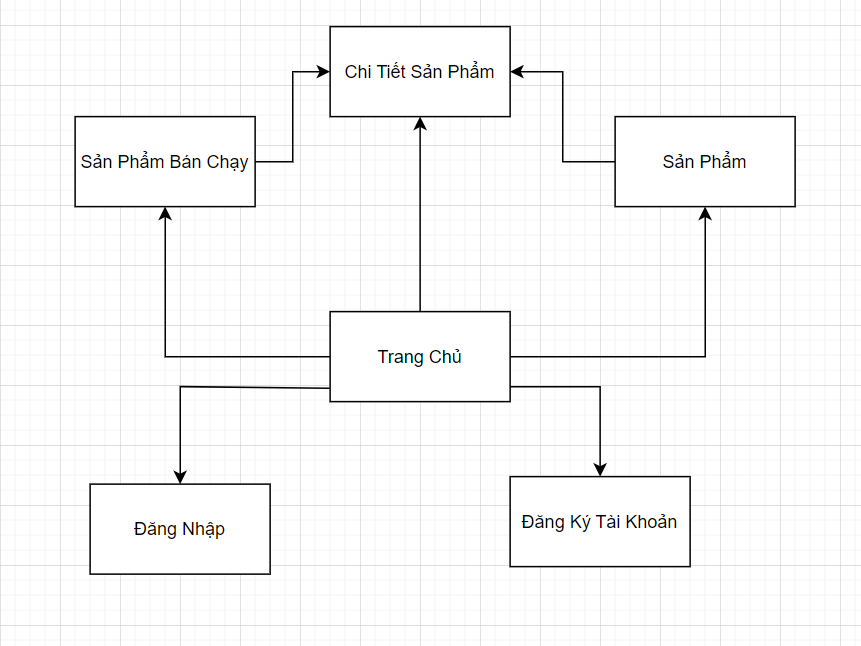 Chi Tiết Sản Phẩm
Sản Phẩm Bán Chạy
Sản Phẩm
Trang Chủ
Đăng Nhập
Đăng Ký Tài Khoản